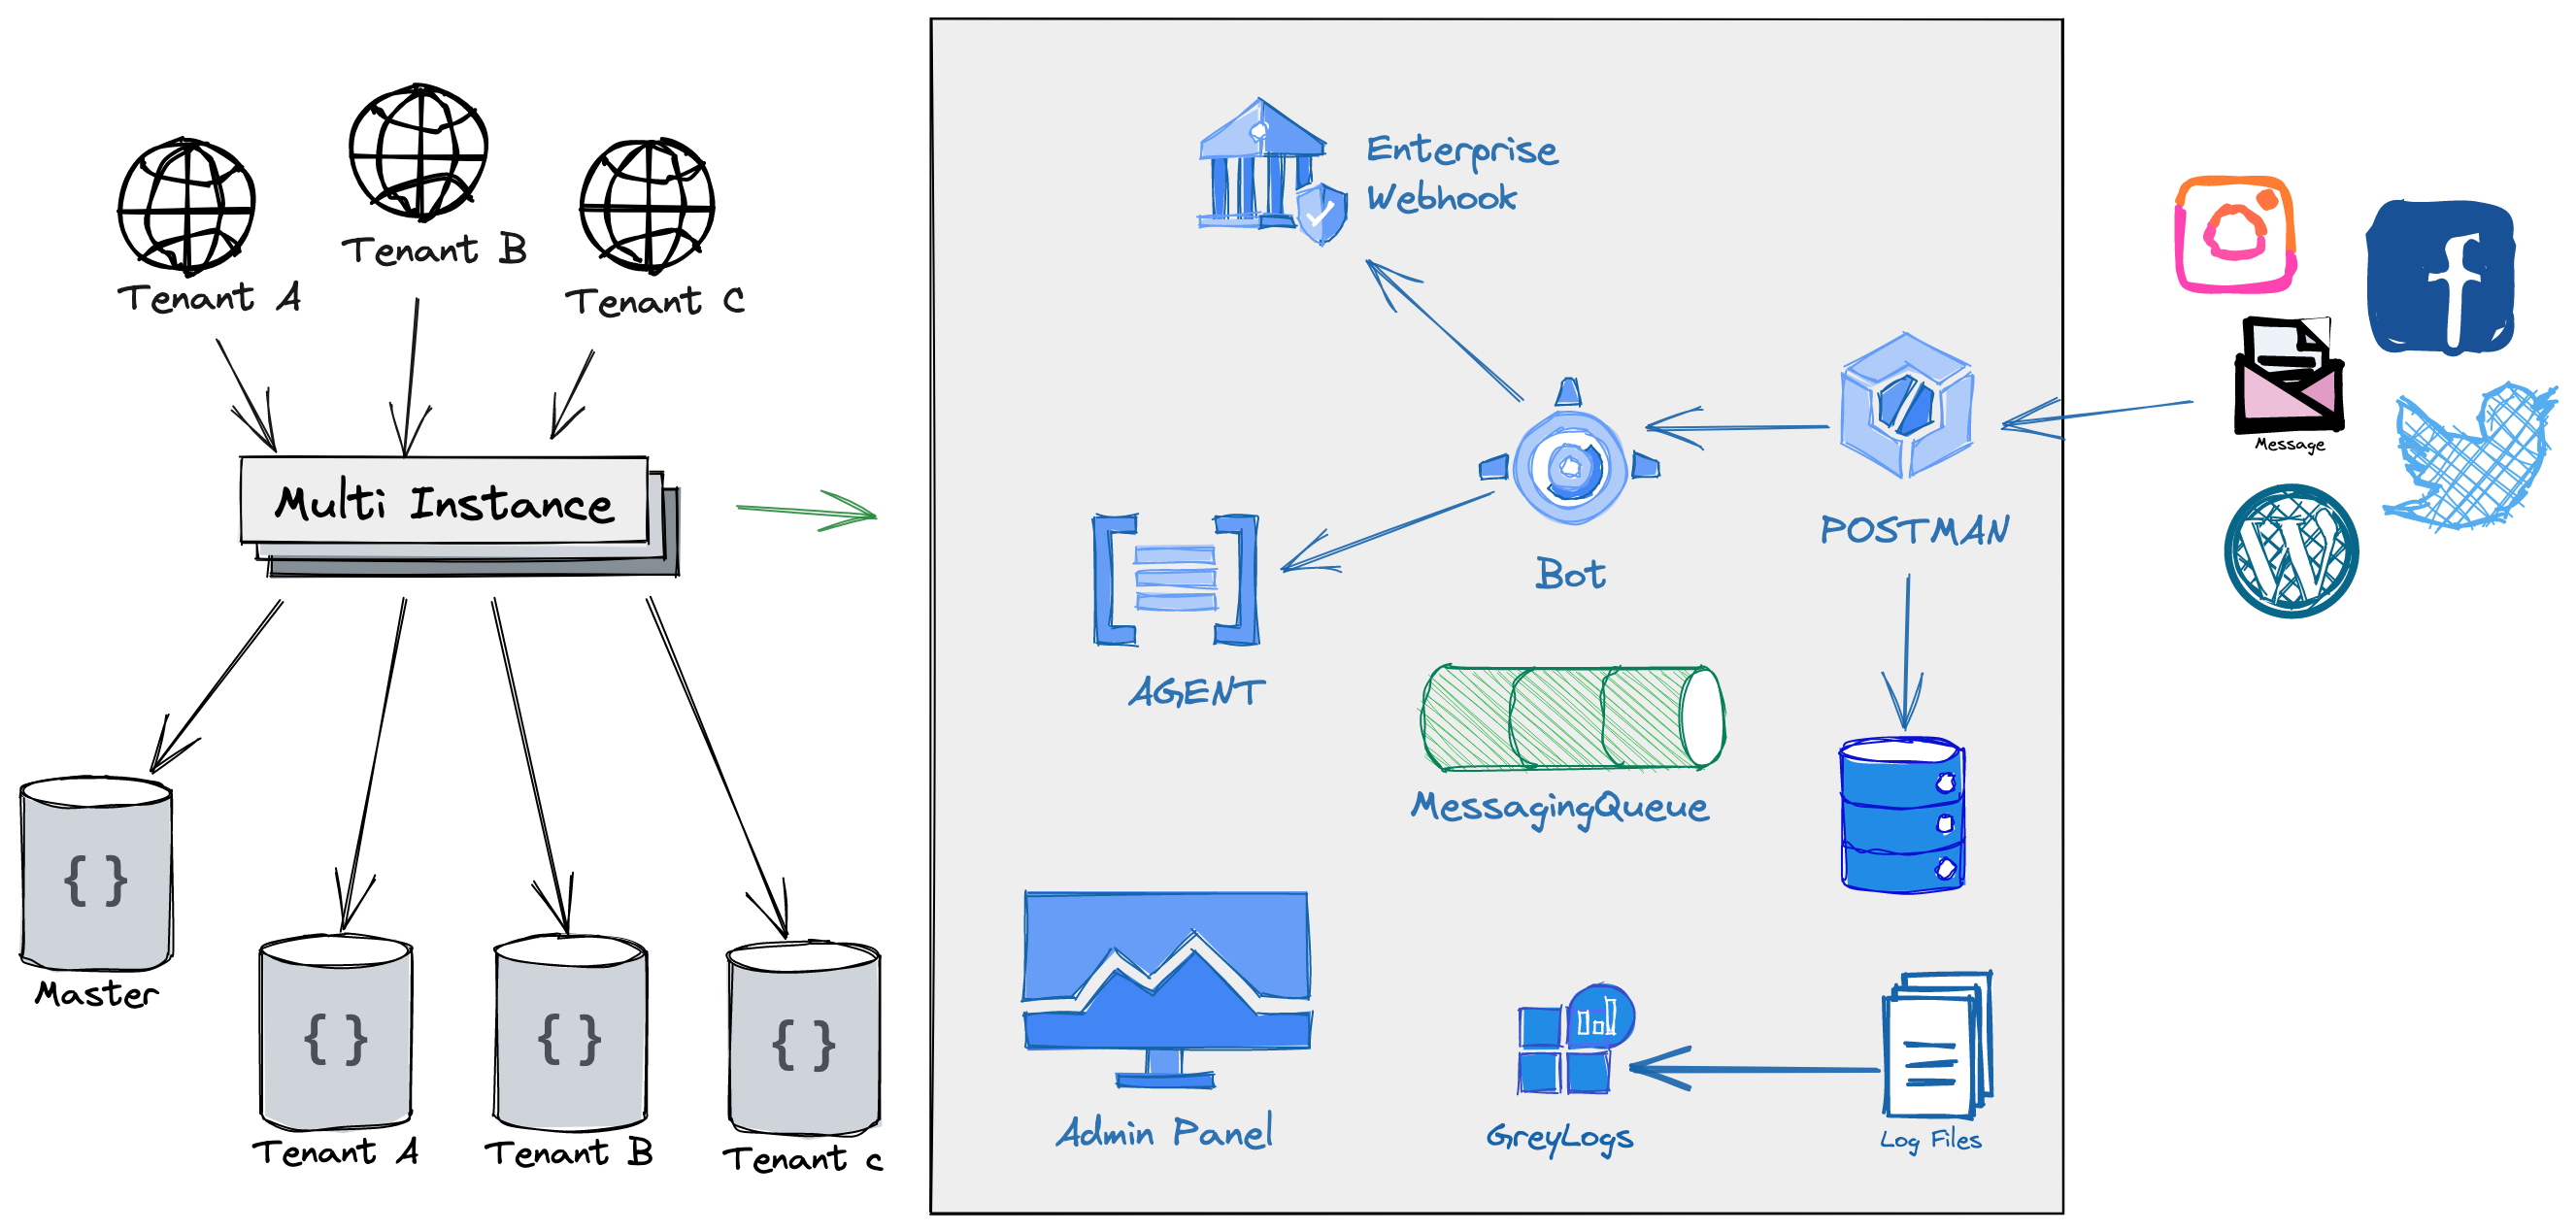 Tenant A
Tenant B
Tenant C
Multi Instance
{ }
Master
{ }
Tenant A
{ }
Tenant B
{ }
Tenant c
Enterprise
Webhook
Bot
POSTMAN
AGENT
MessagingQueue
Admin Panel
GreyLogs
Log Files
f
Message
W